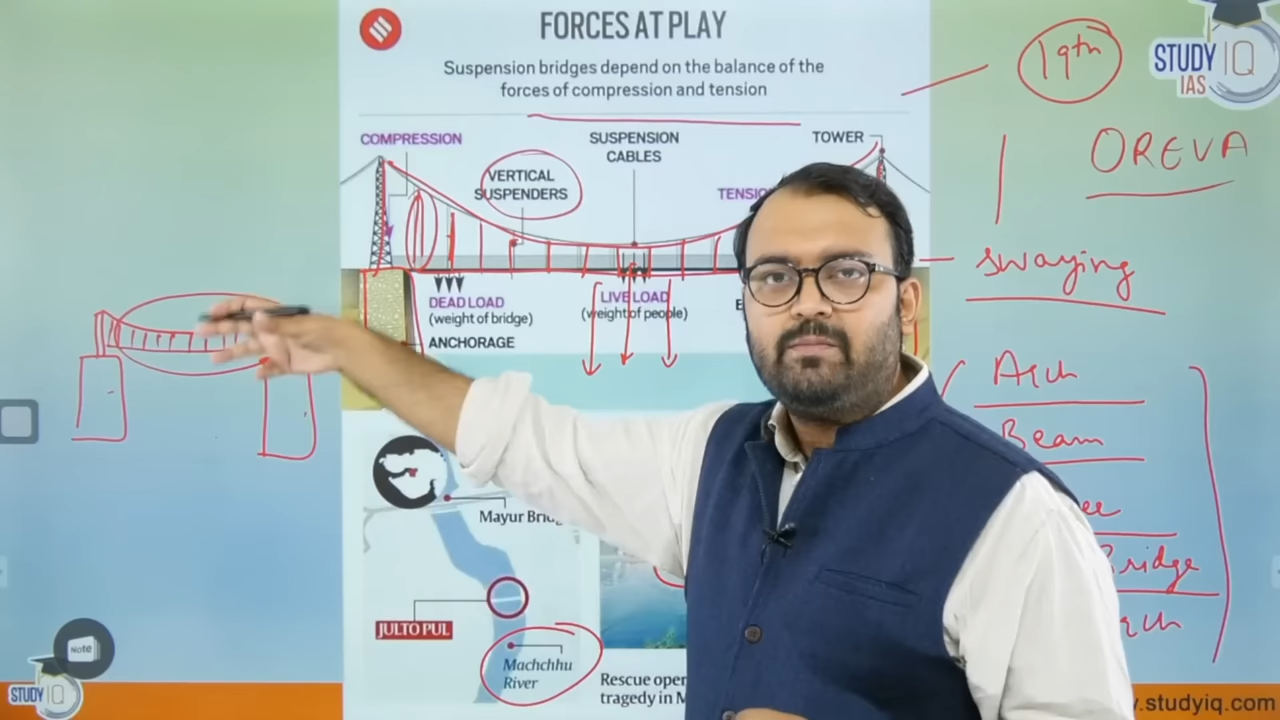 FORCES AT PLAY
Suspension bridges depend on the balance of the
forces of compression and tension
COMPRESSION
SUSPENSION
CABLES
TOWER
VERTICAL
SUSPENDERS
DEAD LOAD
(weight of bridge)
LIVE LOAD
(weight of people)
ANCHORAGE
Mayur
JULTO PUL
Machchhu
River
Rescue
tragedy in
19th
OREVA
swaying
Arch
Beam
Bridge
STUDY IQ
IAS
Note
STUDY IQ
.studyiq.com